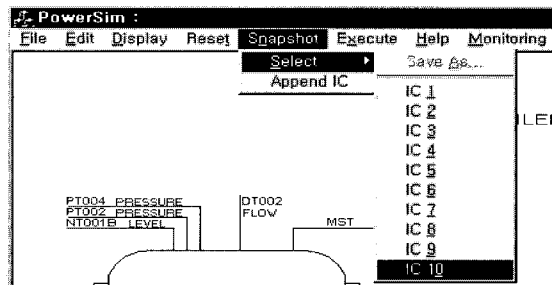 PowerSim :
File Edit Display Reset Snapshot Execute Help Monitoring
Select
Append IC
Save As...
IC 1
IC 2
IC 3
IC 4
IC 5
IC 6
IC 7
IC 8
IC 9
IC 10
PT004 PRESSURE
PT002 PRESSURE
NT001B LEVEL
DT002
FLOW
MST